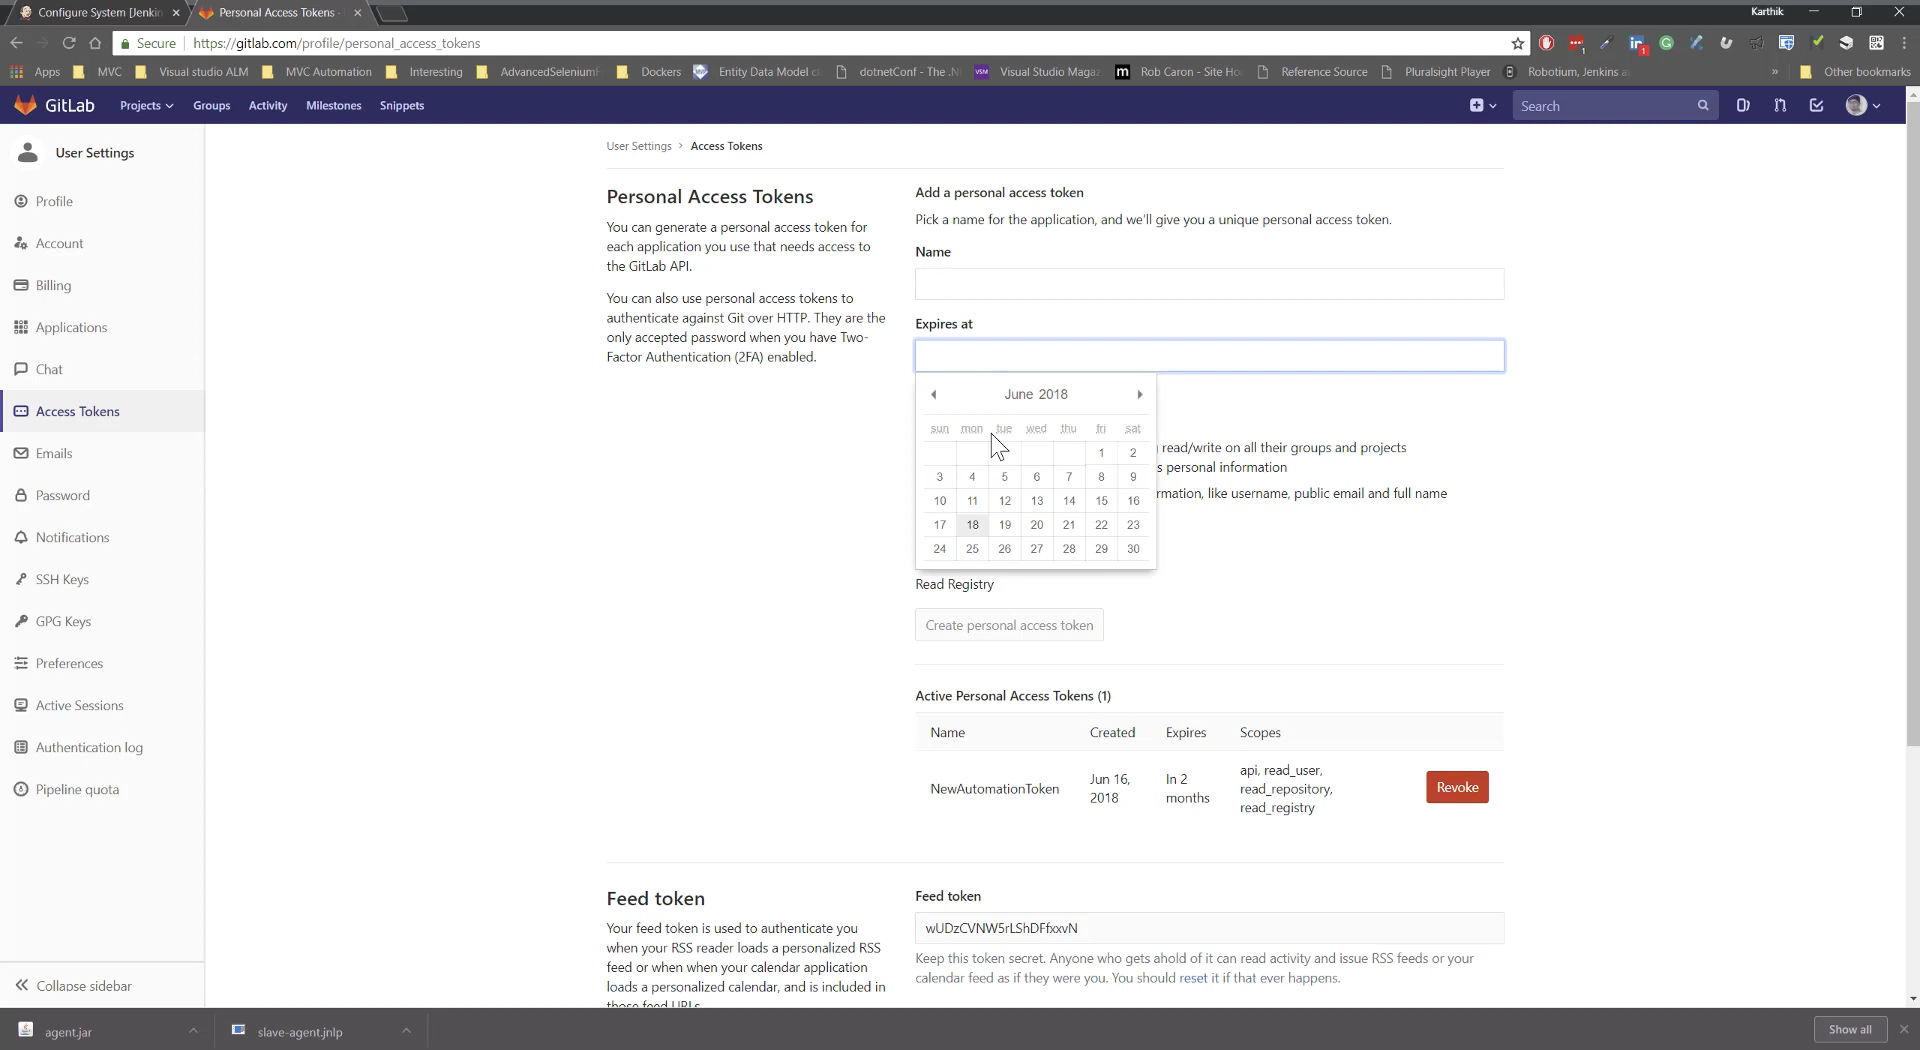 Configure System [Jenkin
Personal Access Tokens ·
Karthik
Secure
https://gitlab.com/profile/personal_access_tokens
1
Apps
MVC
Visual studio ALM
MVC Automation
Interesting
AdvancedSelenium
Dockers
Entity Data Model
dotnetConf - The .N
VSM
Visual Studio Magaz
m
Rob Caron - Site Ho
Reference Source
Pluralsight Player
Robotium, Jenkins a
»
Other bookmarks
GitLab
Projects
Groups
Activity
Milestones
Snippets
Search
User Settings
Profile
Account
Billing
Applications
Chat
Access Tokens
Emails
Password
Notifications
SSH Keys
GPG Keys
Preferences
Active Sessions
Authentication log
Pipeline quota
Collapse sidebar
User Settings > Access Tokens
Personal Access Tokens
You can generate a personal access token for
each application you use that needs access to
the GitLab API.
You can also use personal access tokens to
authenticate against Git over HTTP. They are the
only accepted password when you have Two-
Factor Authentication (2FA) enabled.
Add a personal access token
Pick a name for the application, and we'll give you a unique personal access token.
Name
Expires at
June 2018
sun mon tue wed thu fri sat
1 2
3 4 5 6 7 8 9
10 11 12 13 14 15 16
17 18 19 20 21 22 23
24 25 26 27 28 29 30
read/write on all their groups and projects
s personal information
rmation, like username, public email and full name
Read Registry
Create personal access token
Active Personal Access Tokens (1)
Name Created Expires Scopes
NewAutomationToken
Jun 16,
2018
In 2
months
api, read_user,
read_repository,
read_registry
Revoke
Feed token
Your feed token is used to authenticate you
when your RSS reader loads a personalized RSS
feed or when when your calendar application
loads a personalized calendar, and is included in
those feed URLs.
Feed token
wUDzCVNW5rLShDFfxxvN
Keep this token secret. Anyone who gets ahold of it can read activity and issue RSS feeds or your
calendar feed as if they were you. You should reset it if that ever happens.
agent.jar
slave-agent.jnlp
Show all